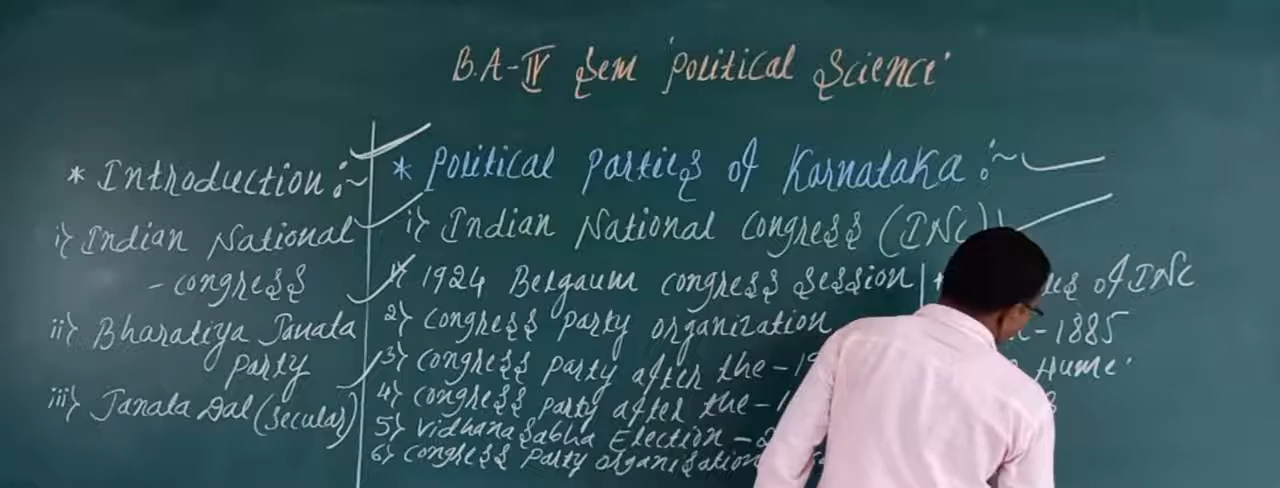 B.A-IV Sem 'Political Science'
* Introduction:~
i) Indian National
- congress
ii) Bharatiya Janata
Party
iii) Janata Dal (Secular)
* Political Parties of Karnataka:~
i) Indian National Congress (INC)
1) 1924 Belgaum congress Session
2) Congress Party organization
3) Congress Party after the - 19
4) Congress Party after the - 1
5) Vidhana Sabha Election - 2
6) Congress Party organisation
of INC
- 1885
Hume'